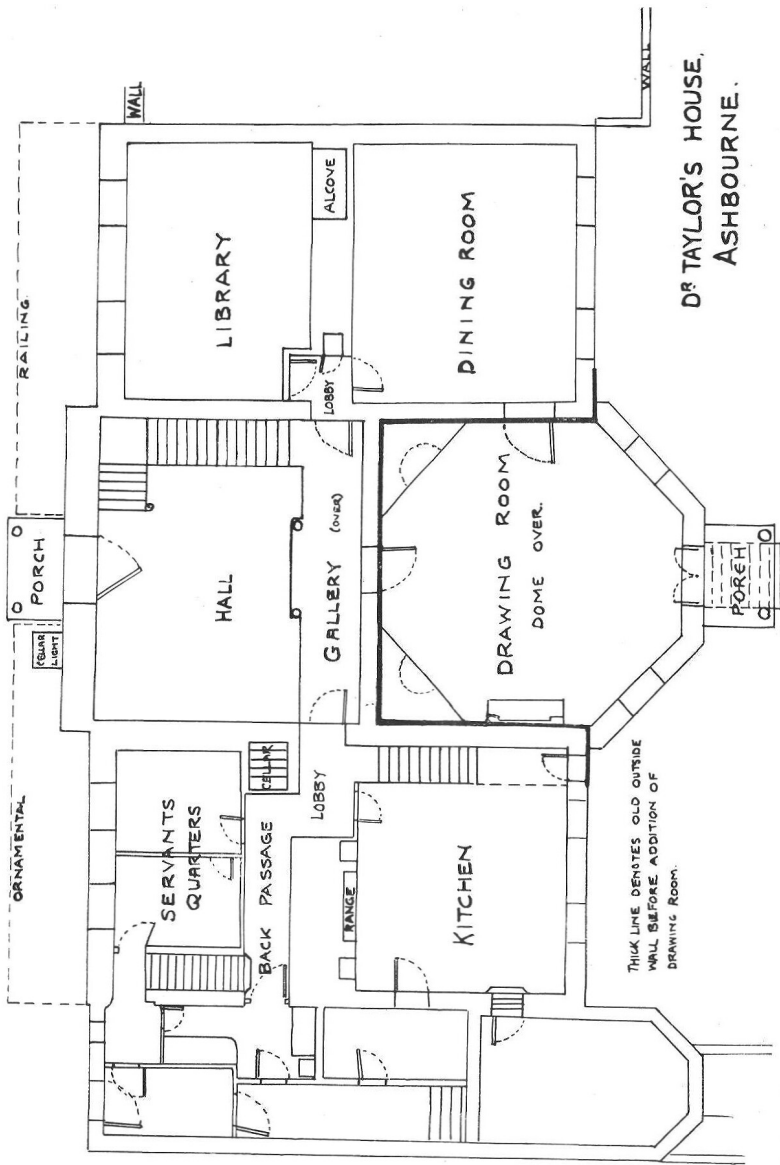 DR TAYLOR'S HOUSE,
ASHBOURNE.
WALL
WALL
ORNAMENTAL
RAILING.
CELLAR
LIGHT
PORCH
LIBRARY
ALCOVE
DINING ROOM
LOBBY
HALL
GALLERY (OVER)
DRAWING ROOM
DOME OVER.
PORCH
SERVANTS
QUARTERS
CELLAR
BACK PASSAGE
LOBBY
RANGE
KITCHEN
THICK LINE DENOTES OLD OUTSIDE
WALL BEFORE ADDITION OF
DRAWING ROOM.